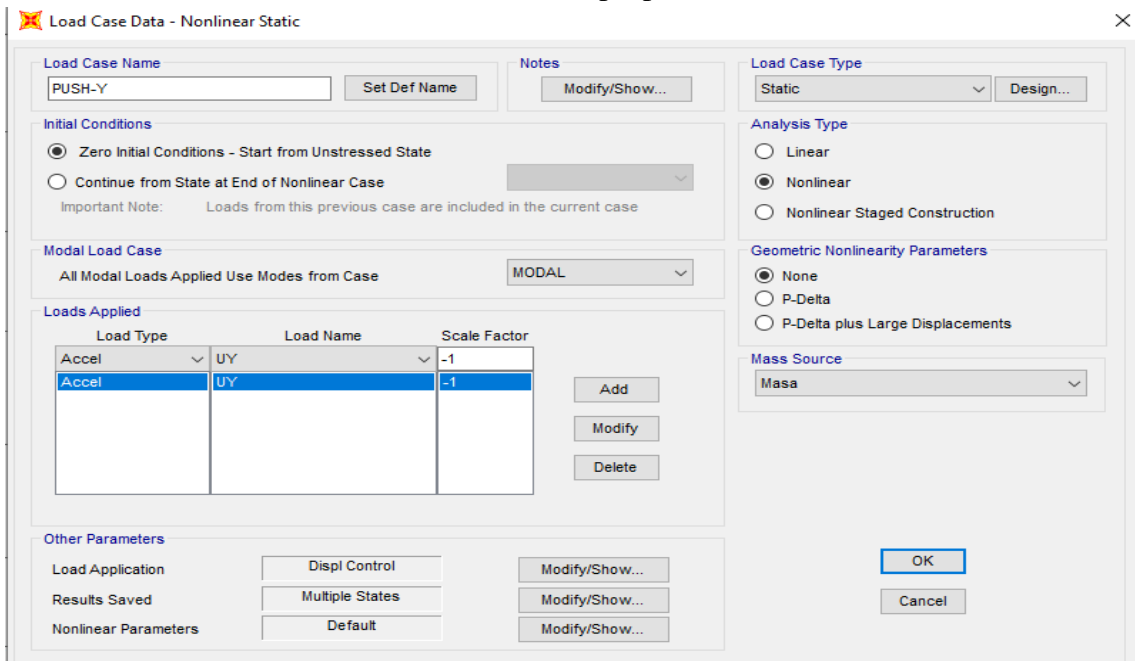 Load Case Data - Nonlinear Static
Load Case Name
PUSH-Y
Set Def Name
Notes
Modify/Show...
Load Case Type
Static
Design...
Initial Conditions
Zero Initial Conditions - Start from Unstressed State
Continue from State at End of Nonlinear Case
Important Note: Loads from this previous case are included in the current case
Analysis Type
Linear
Nonlinear
Nonlinear Staged Construction
Modal Load Case
All Modal Loads Applied Use Modes from Case
MODAL
Geometric Nonlinearity Parameters
None
P-Delta
P-Delta plus Large Displacements
Loads Applied
Load Type Load Name Scale Factor
Accel UY -1
Accel UY -1
Add
Modify
Delete
Mass Source
Masa
Other Parameters
Load Application Displ Control Modify/Show...
Results Saved Multiple States Modify/Show...
Nonlinear Parameters Default Modify/Show...
OK
Cancel